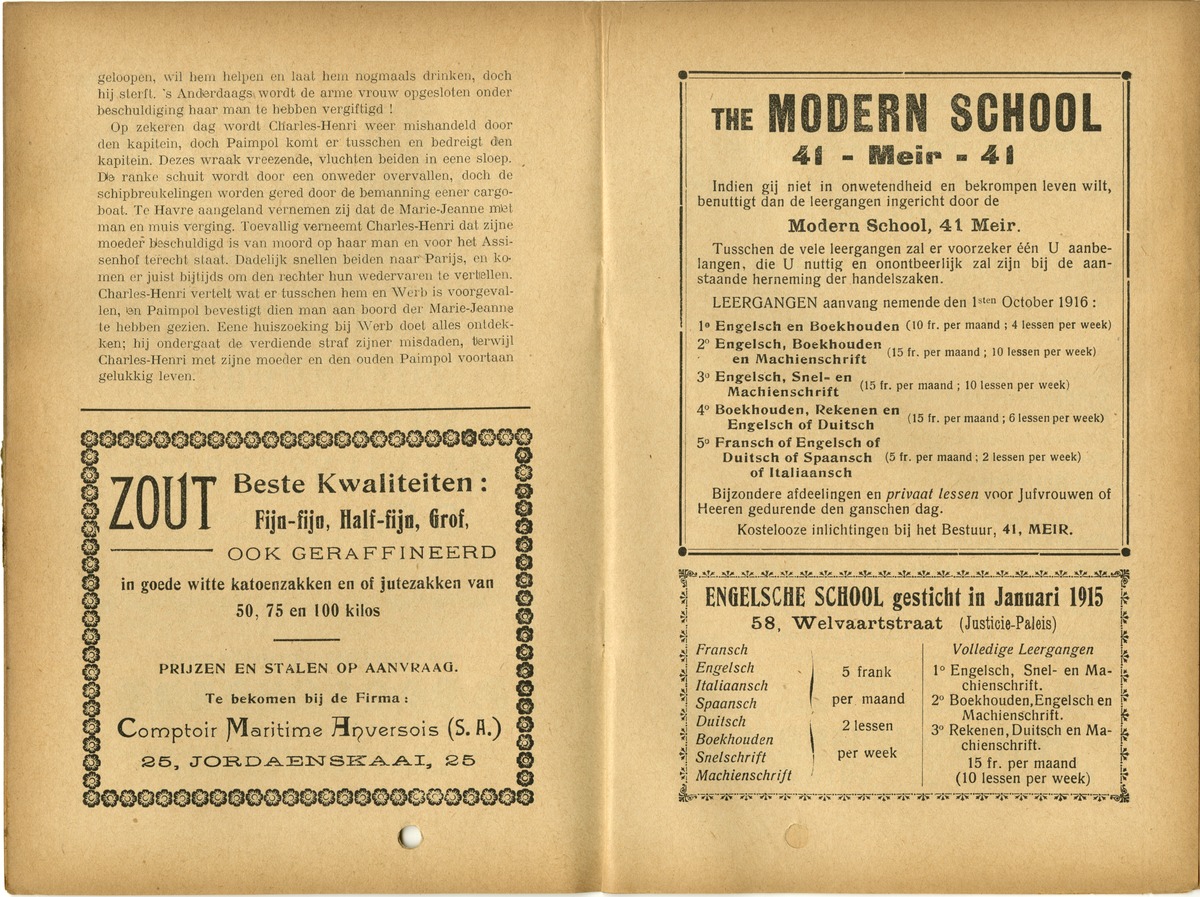 geloopen, wil hem helpen en laat hem nogmaals drinken, doch
hij sterft. 's Anderdaags wordt de arme vrouw opgesloten onder
beschuldiging haar man te hebben vergiftigd !
Op zekeren dag wordt Charles-Henri weer mishandeld door
den kapitein, doch Paimpol komt er tusschen en bedreigt den
kapitein. Dezes wraak vreezende, vluchten beiden in eene sloep.
De ranke schuit wordt door een onweder overvallen, doch de
schipbreukelingen worden gered door de bemanning eener cargo-
boat. Te Havre aangeland vernemen zij dat de Marie-Jeanne met
man en muis verging. Toevallig verneemt Charles-Henri dat zijne
moeder beschuldigd is van moord op haar man en voor het Assi-
senhof terecht staat. Dadelijk snellen beiden naar Parijs, en ko-
men er juist bijtijds om den rechter hun wedervaren te vertellen.
Charles-Henri vertelt wat er tusschen hem en Werb is voorgeval-
len, en Paimpol bevestigt dien man aan boord der Marie-Jeanne
te hebben gezien. Eene huiszoeking bij Werb doet alles ontdek-
ken; hij ondergaat de verdiende straf zijner misdaden, terwijl
Charles-Henri met zijne moeder en den ouden Paimpol voortaan
gelukkig leven.
ZOUT Beste Kwaliteiten :
Fijn-fijn, Half-fijn, Grof,
OOK GERAFFINEERD
in goede witte katoenzakken en of jutezakken van
50, 75 en 100 kilos
PRIJZEN EN STALEN OP AANVRAAG.
Te bekomen bij de Firma :
Comptoir Maritime Anversois (S. A.)
25, JORDAENSKAAI, 25
THE MODERN SCHOOL
41 - Meir - 41
Indien gij niet in onwetendheid en bekrompen leven wilt,
benuttigt dan de leergangen ingericht door de
Modern School, 41 Meir.
Tusschen de vele leergangen zal er voorzeker één U aanbe-
langen, die U nuttig en onontbeerlijk zal zijn bij de aan-
staande herneming der handelszaken.
LEERGANGEN aanvang nemende den 1sten October 1916 :
1º Engelsch en Boekhouden (10 fr. per maand ; 4 lessen per week)
2º Engelsch, Boekhouden
en Machienschrift (15 fr. per maand ; 10 lessen per week)
3º Engelsch, Snel- en
Machienschrift (15 fr. per maand ; 10 lessen per week)
4º Boekhouden, Rekenen en
Engelsch of Duitsch (15 fr. per maand ; 6 lessen per week)
5º Fransch of Engelsch of
Duitsch of Spaansch (5 fr. per maand ; 2 lessen per week)
of Italiaansch
Bijzondere afdeelingen en privaat lessen voor Jufvrouwen of
Heeren gedurende den ganschen dag.
Kostelooze inlichtingen bij het Bestuur, 41, MEIR.
ENGELSCHE SCHOOL gesticht in Januari 1915
58, Welvaartstraat (Justicie-Paleis)
Fransch
Engelsch
Italiaansch
Spaansch
Duitsch
Boekhouden
Snelschrift
Machienschrift
5 frank
per maand
2 lessen
per week
Volledige Leergangen
1º Engelsch, Snel- en Ma-
chienschrift.
2º Boekhouden, Engelsch en
Machienschrift.
3º Rekenen, Duitsch en Ma-
chienschrift.
15 fr. per maand
(10 lessen per week)